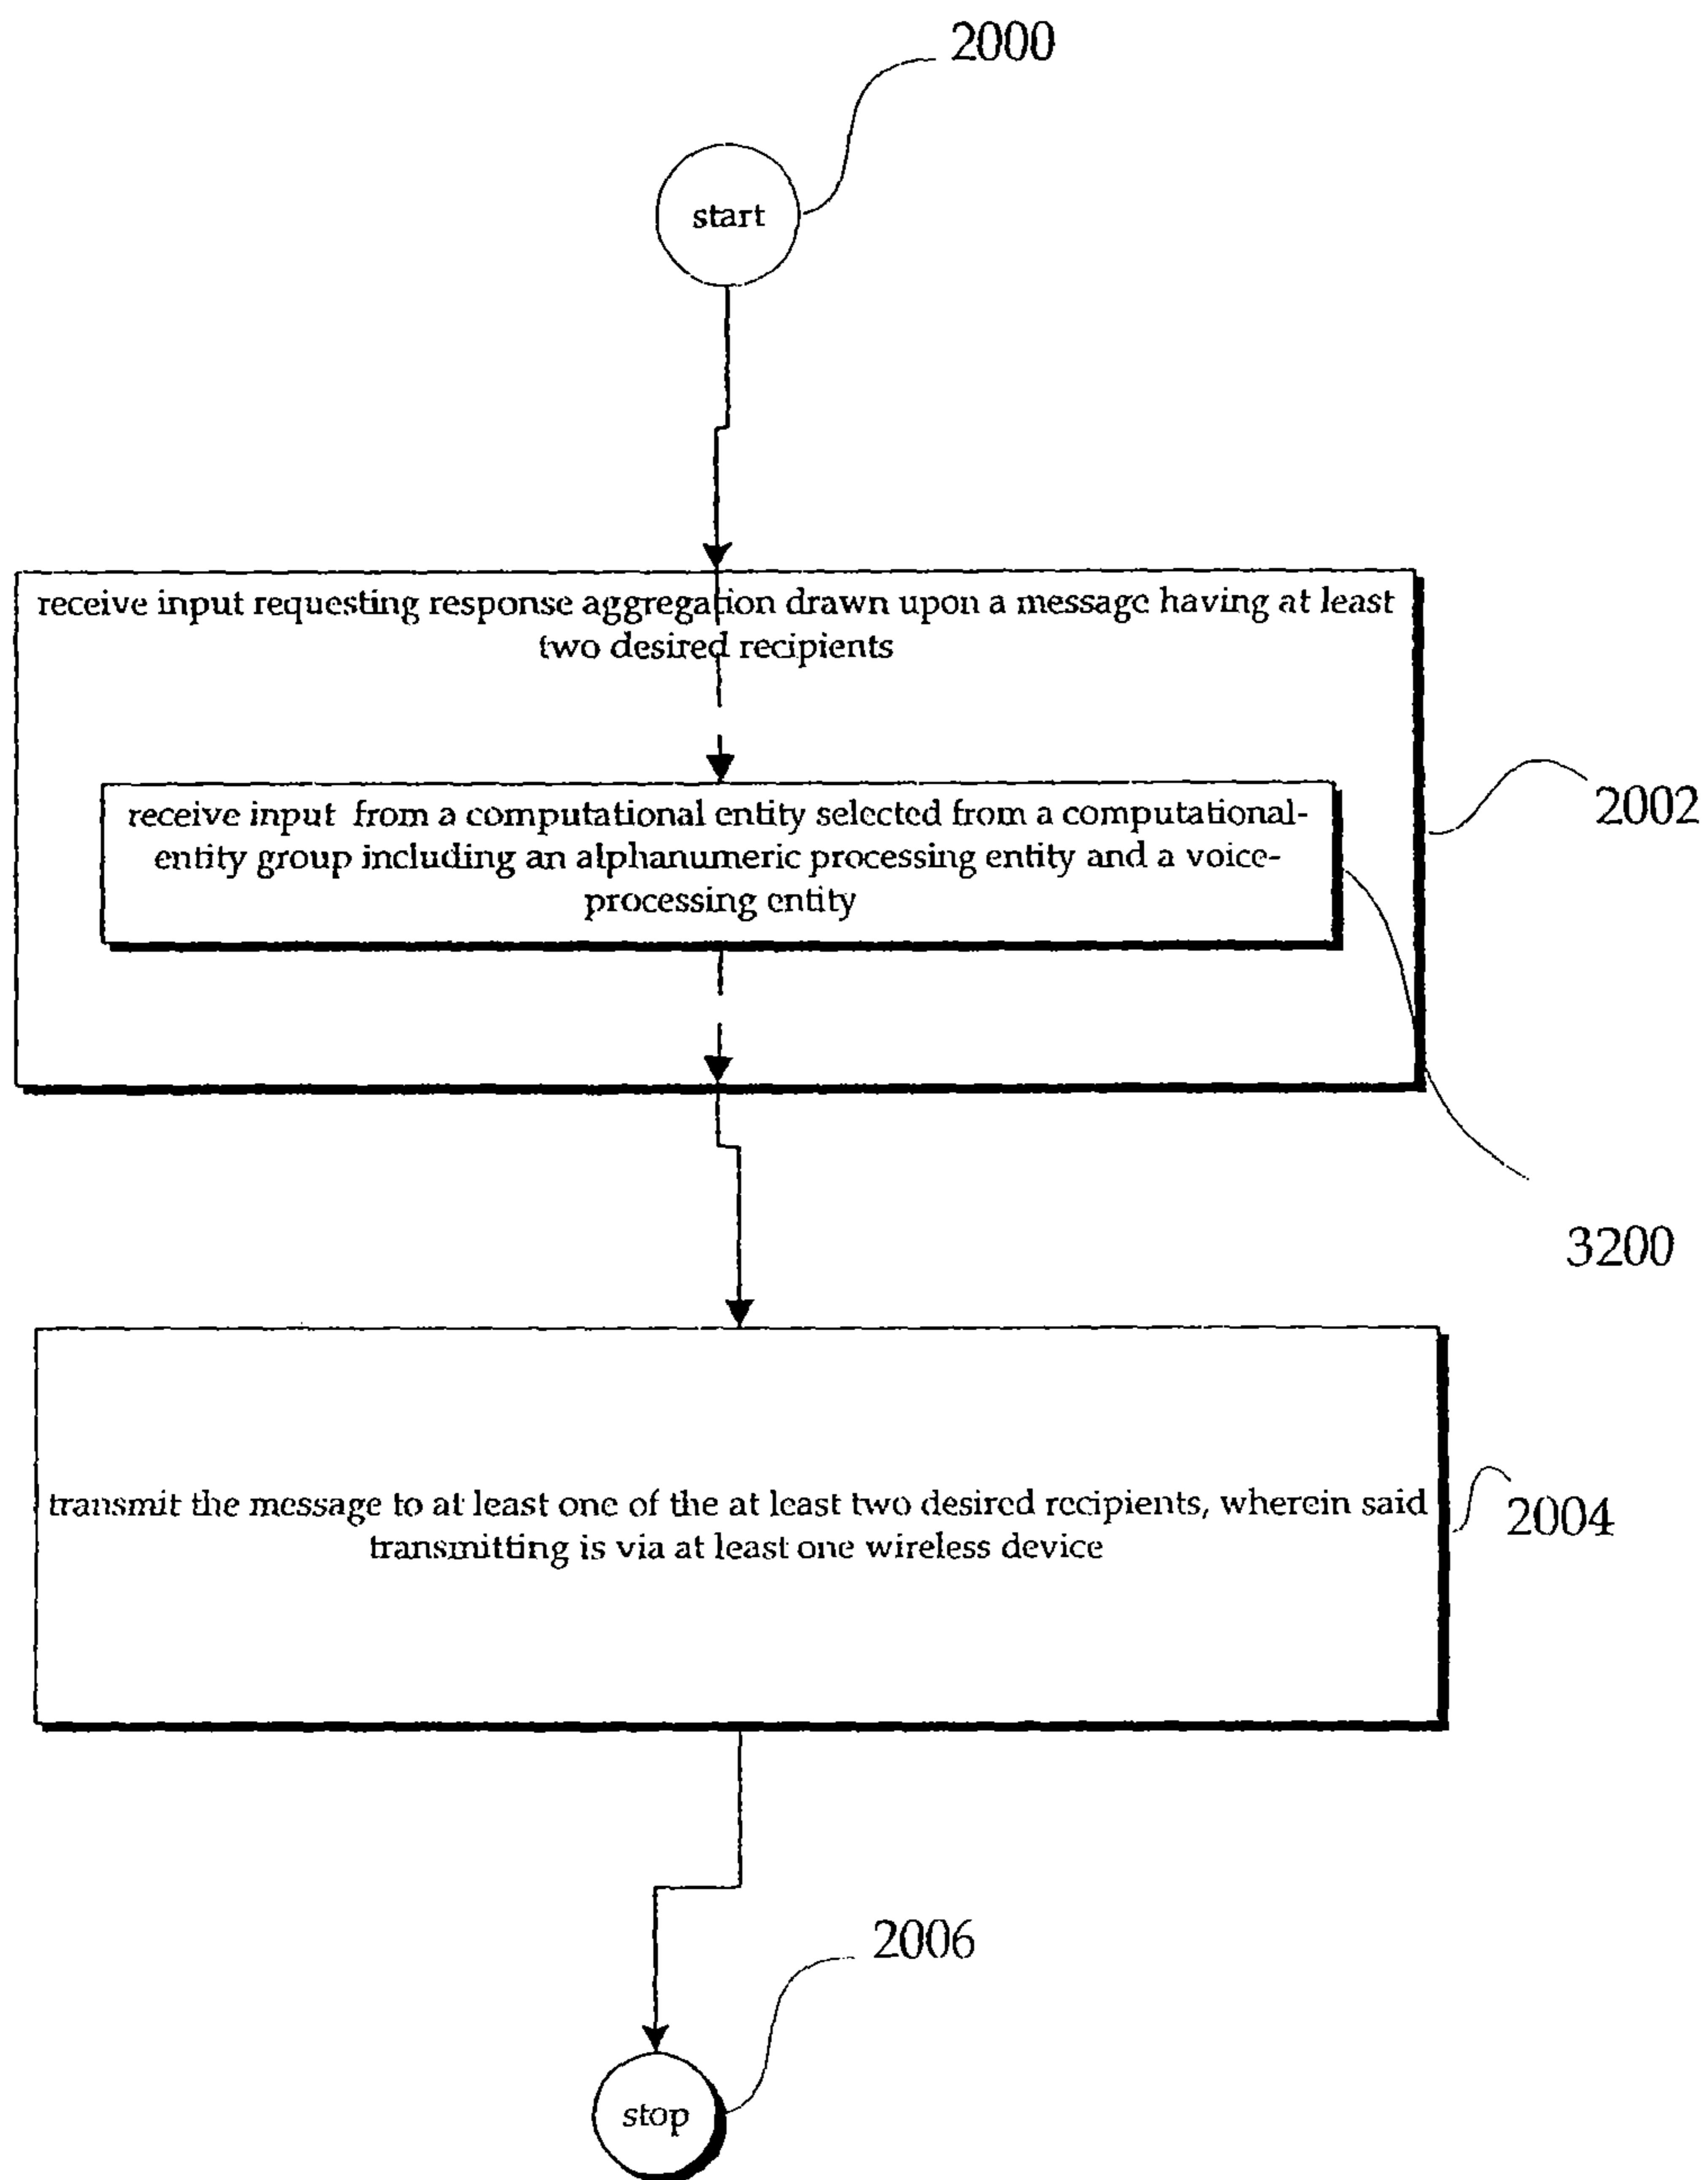 2000
start
receive input requesting response aggregation drawn upon a message having at least
two desired recipients
receive input from a computational entity selected from a computational-
entity group including an alphanumeric processing entity and a voice-
processing entity
2002
3200
transmit the message to at least one of the at least two desired recipients, wherein said
transmitting is via at least one wireless device
2004
2006
stop